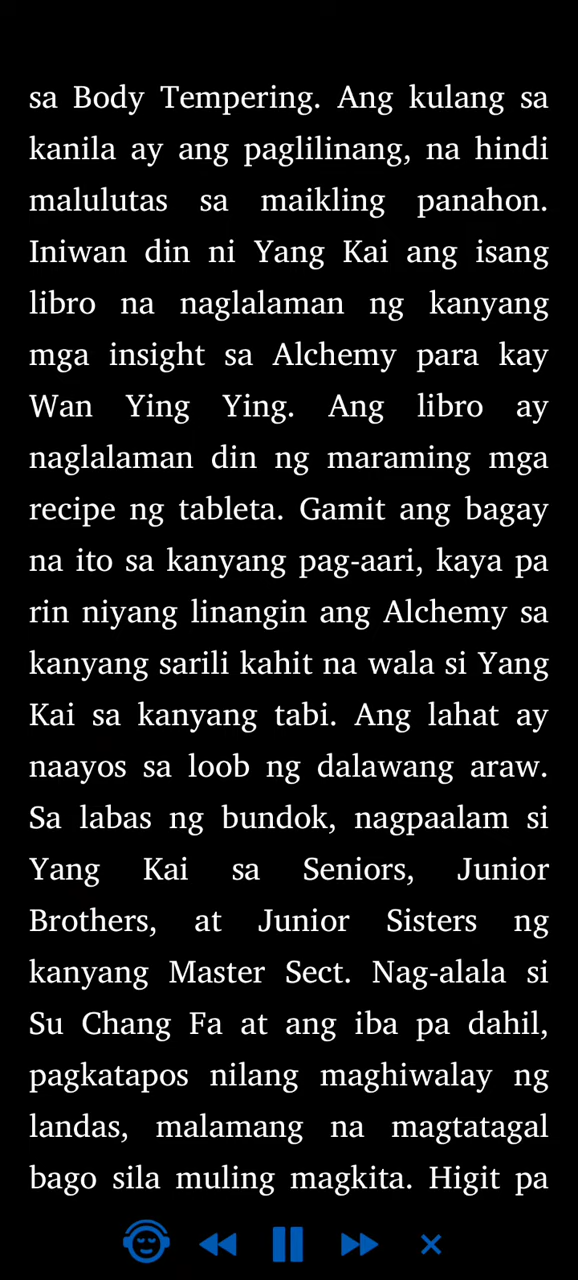 sa Body Tempering. Ang kulang sa
kanila ay ang paglilinang, na hindi
malulutas sa maikling panahon.
Iniwan din ni Yang Kai ang isang
libro na naglalaman ng kanyang
mga insight sa Alchemy para kay
Wan Ying Ying. Ang libro ay
naglalaman din ng maraming mga
recipe ng tableta. Gamit ang bagay
na ito sa kanyang pag-aari, kaya pa
rin niyang linangin ang Alchemy sa
kanyang sarili kahit na wala si Yang
Kai sa kanyang tabi. Ang lahat ay
naayos sa loob ng dalawang araw.
Sa labas ng bundok, nagpaalam si
Yang Kai sa Seniors, Junior
Brothers, at Junior Sisters ng
kanyang Master Sect. Nag-alala si
Su Chang Fa at ang iba pa dahil,
pagkatapos nilang maghiwalay ng
landas, malamang na magtatagal
bago sila muling magkita. Higit pa